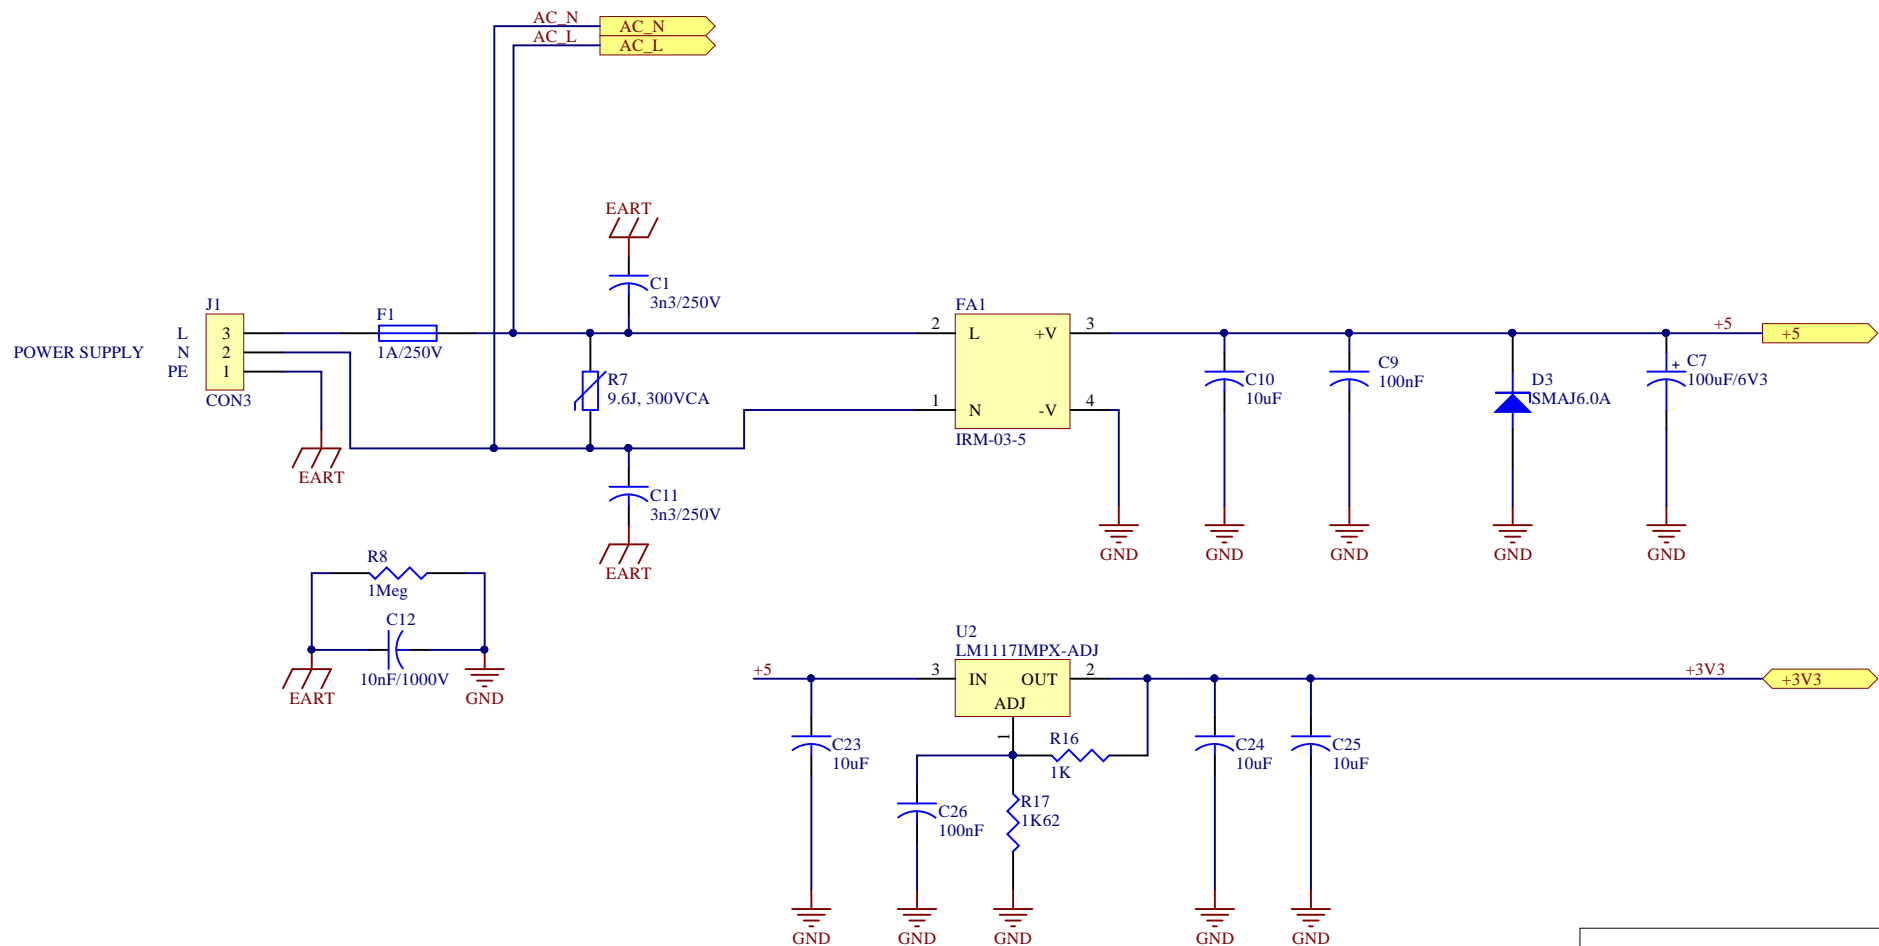 AC_N AC_N
AC_L AC_L
EART
C1
3n3/250V
J1
L 3
POWER SUPPLY N 2
PE 1
CON3
F1
1A/250V
R7
9.6J, 300VCA
EART
C11
3n3/250V
EART
FA1
2 L +V 3
1 N -V 4
IRM-03-5
GND
C10
10uF
GND
C9
100nF
GND
D3
SMAJ6.0A
GND
+ C7
100uF/6V3
GND
+5 +5
R8
1Meg
C12
10nF/1000V
EART
GND
U2
LM1117IMPX-ADJ
+5 3 IN OUT 2
ADJ
1
+3V3 +3V3
C23
10uF
GND
C26
100nF
GND
R16
1K
R17
1K62
GND
C24
10uF
GND
C25
10uF
GND